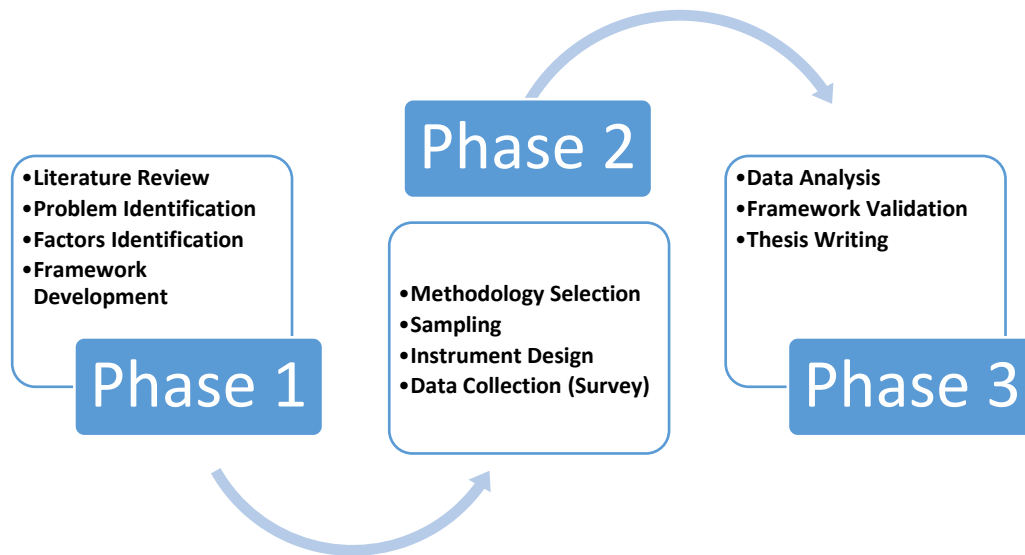 •Literature Review
•Problem Identification
•Factors Identification
•Framework
Development
Phase 1
Phase 2
•Methodology Selection
•Sampling
•Instrument Design
•Data Collection (Survey)
•Data Analysis
•Framework Validation
•Thesis Writing
Phase 3